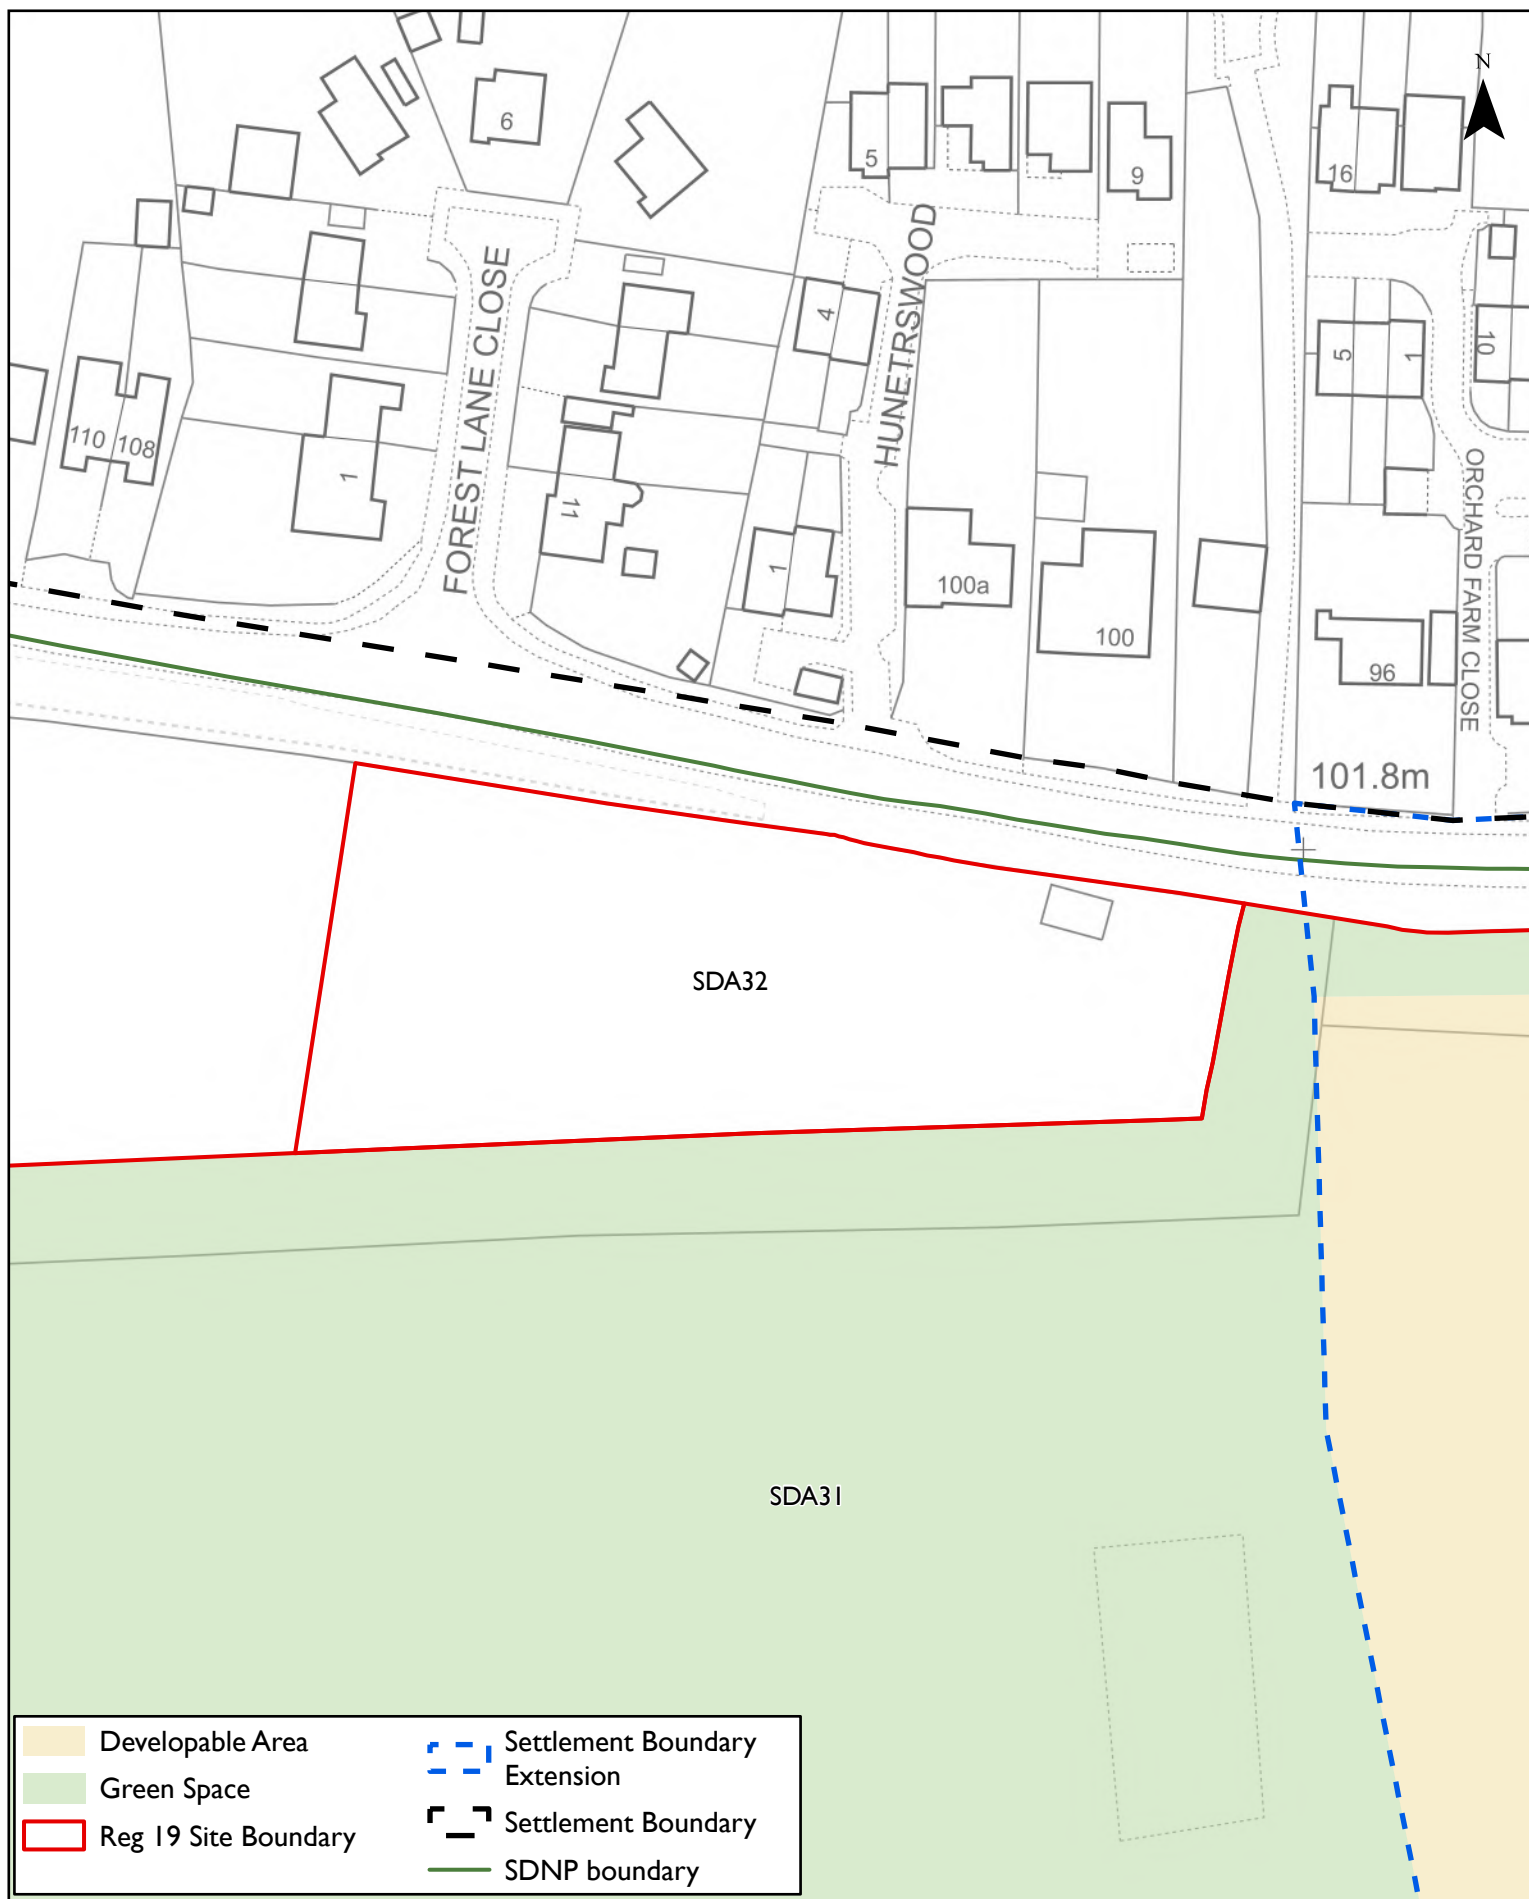 N
6
5
9
16
HUNETRSWOOD
FOREST LANE CLOSE
4
5
1
10
110
108
1
11
ORCHARD FARM CLOSE
1
100a
100
96
101.8m
SDA32
SDA31
Developable Area
Green Space
Reg 19 Site Boundary
Settlement Boundary
Extension
Settlement Boundary
SDNP boundary